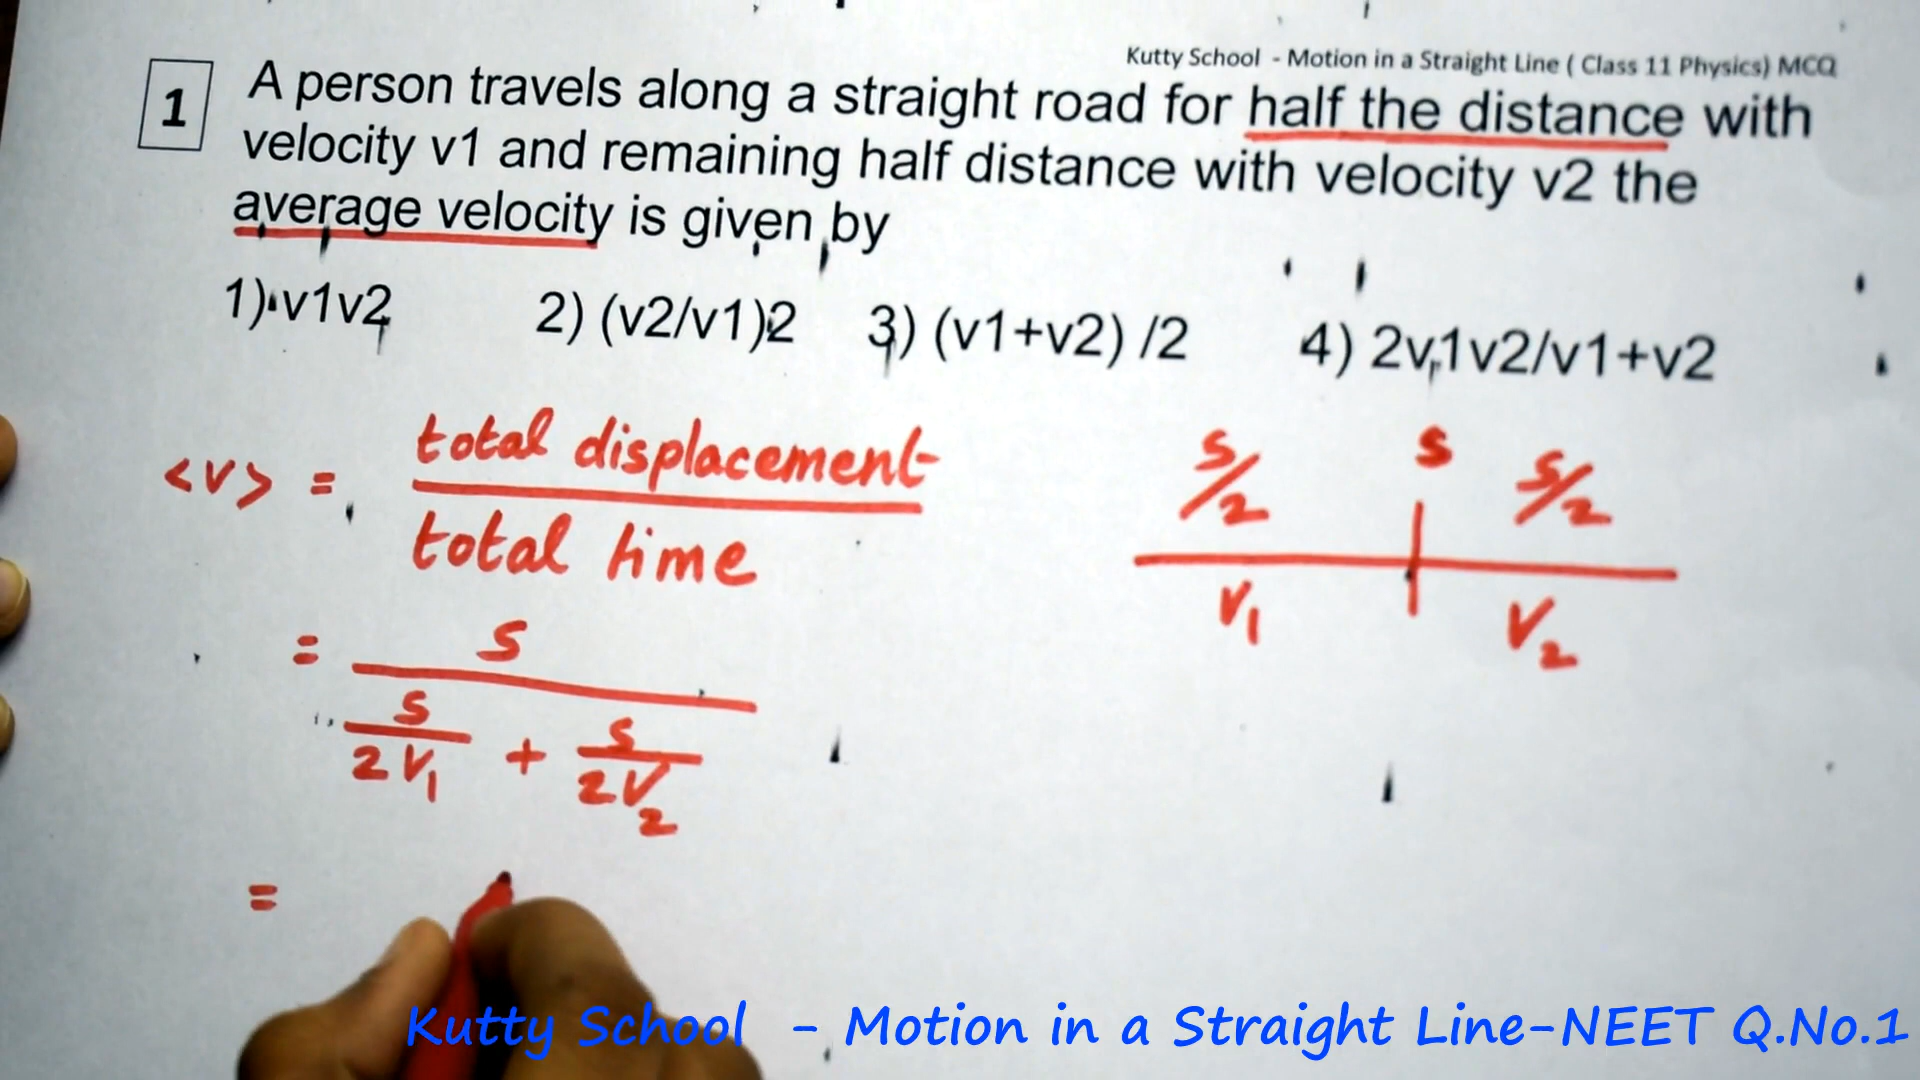 Kutty School - Motion in a Straight Line ( Class 11 Physics) MCQ
1 A person travels along a straight road for half the distance with
velocity v1 and remaining half distance with velocity v2 the
average velocity is given by
1) v1v2 2) (v2/v1)2 3) (v1+v2) /2 4) 2v1v2/v1+v2
<v> = total displacement
total time
S/2 S S/2
V1 V2
= S
S + S
2V1 2V2
=
Kutty School - Motion in a Straight Line-NEET Q.No.1